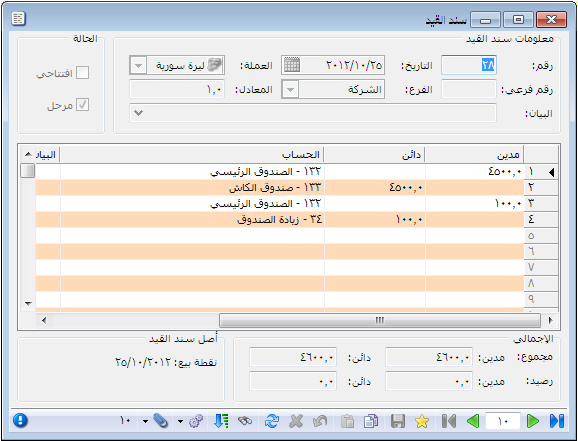 سند القيد
معلومات سند القيد
رقم: ٢٨ التاريخ: ٢٠١٢/١٠/٢٥ العملة: ليرة سورية
رقم فرعي: الفرع: الشركة المعادل: ١,٠
البيان:
الحالة
افتتاحي
مرحل
مدين دائن الحساب البيان
١ ٤٥٠٠,٠ ١٣٢ - الصندوق الرئيسي
٢ ٤٥٠٠,٠ ١٣٣ - صندوق الكاش
٣ ١٠٠,٠ ١٣٢ - الصندوق الرئيسي
٤ ١٠٠,٠ ٣٤ - زيادة الصندوق
٥
٦
٧
٨
٩
الإجمالي
مجموع: مدين: ٤٦٠٠,٠ دائن: ٤٦٠٠,٠
رصيد: مدين: ٠,٠ دائن: ٠,٠
أصل سند القيد
نقطة بيع: ٢٥/١٠/٢٠١٢
١٠ ١٠